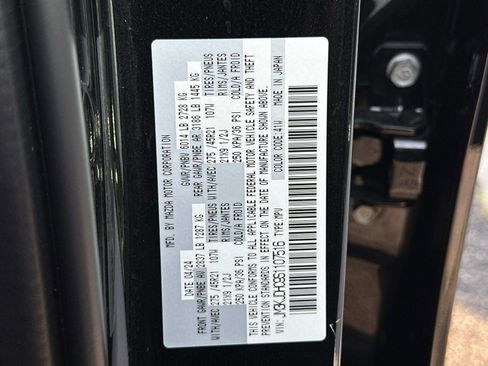 MFD. BY MAZDA MOTOR CORPORATION
DATE: 04/24 GVWR/PNBV 6014 LB 2728 KG
FRONT GAWR/PNBE AV 2837 LB 1287 KG REAR GAWR/PNBE AR 3186 LB 1445 KG
275 /45R21 107W TIRES/PNEUS 275 /45R21 107W TIRES/PNEUS
21X9 1/2J RIMS/JANTES 21X9 1/2J RIMS/JANTES
250 KPA/36 PSI COLD/A FROID 250 KPA/36 PSI COLD/A FROID
THIS VEHICLE CONFORMS TO ALL APPLICABLE FEDERAL MOTOR VEHICLE SAFETY AND THEFT
PREVENTION STANDARDS IN EFFECT ON THE DATE OF MANUFACTURE SHOWN ABOVE.
COLOR CODE:41W MADE IN JAPAN
VIN: TYPE:MPV